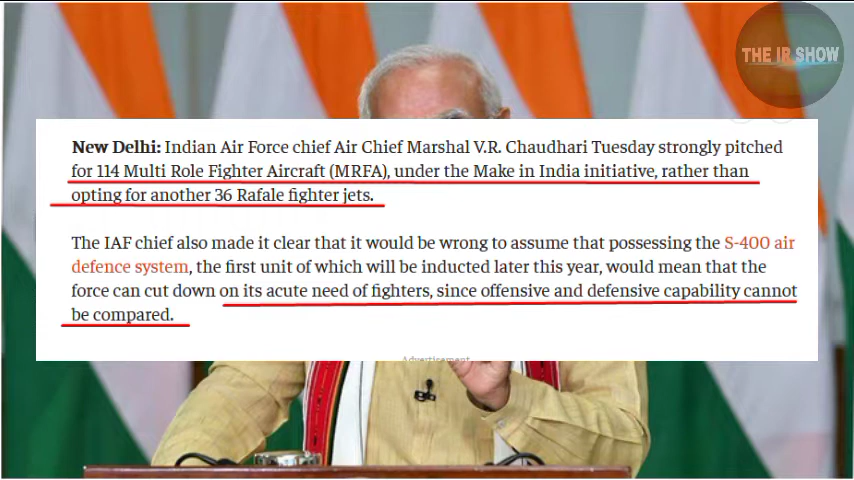 THE IR SHOW
New Delhi: Indian Air Force chief Air Chief Marshal V.R. Chaudhari Tuesday strongly pitched
for 114 Multi Role Fighter Aircraft (MRFA), under the Make in India initiative, rather than
opting for another 36 Rafale fighter jets.
The IAF chief also made it clear that it would be wrong to assume that possessing the S-400 air
defence system, the first unit of which will be inducted later this year, would mean that the
force can cut down on its acute need of fighters, since offensive and defensive capability cannot
be compared.
Advertisement